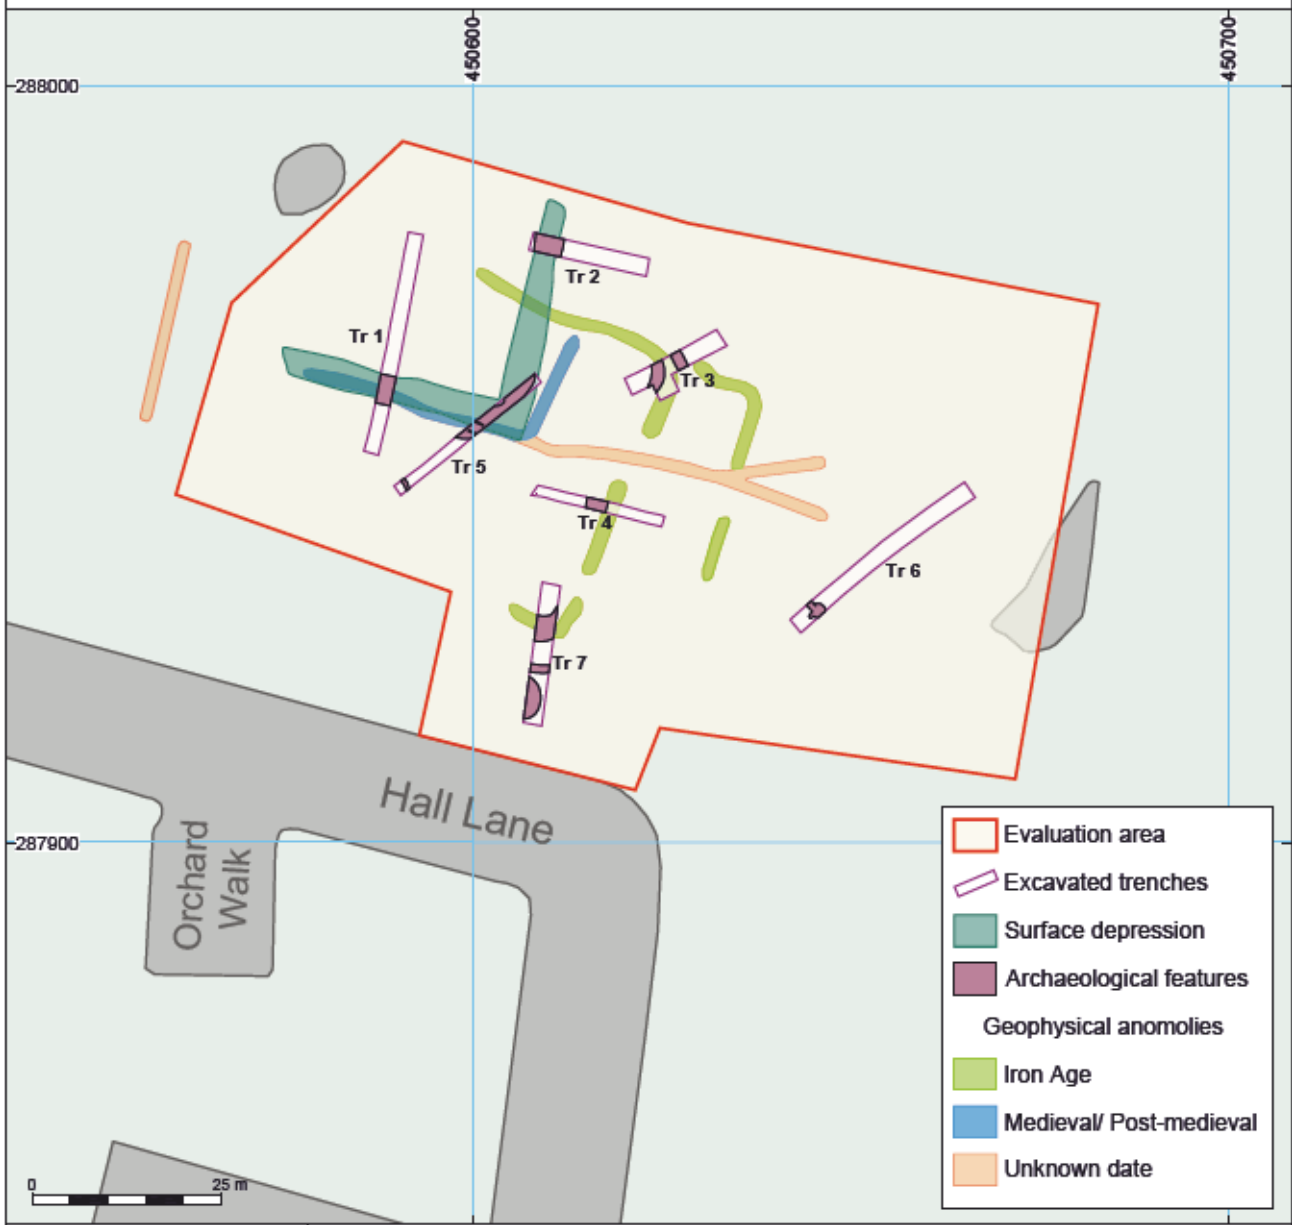 450600
450700
288000
Tr 2
Tr 1
Tr 3
Tr 5
Tr 4
Tr 6
Tr 7
Hall Lane
287900
Orchard
Walk
Evaluation area
Excavated trenches
Surface depression
Archaeological features
Geophysical anomolies
Iron Age
Medieval/ Post-medieval
Unknown date
0 25 m